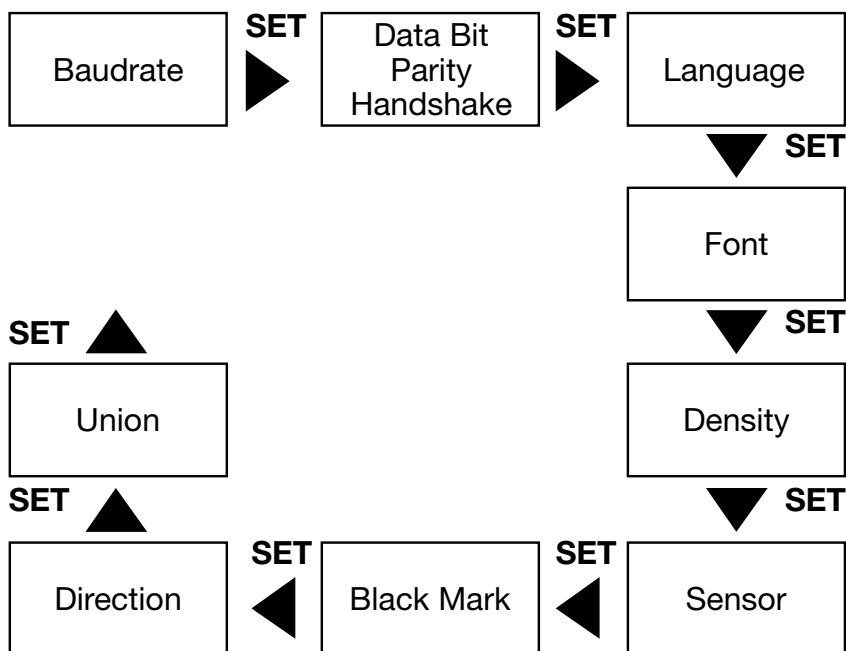 SET
SET
Baudrate
Data Bit
Parity
Handshake
Language
SET
Font
SET
SET
Union
Density
SET
SET
SET
SET
Direction
Black Mark
Sensor